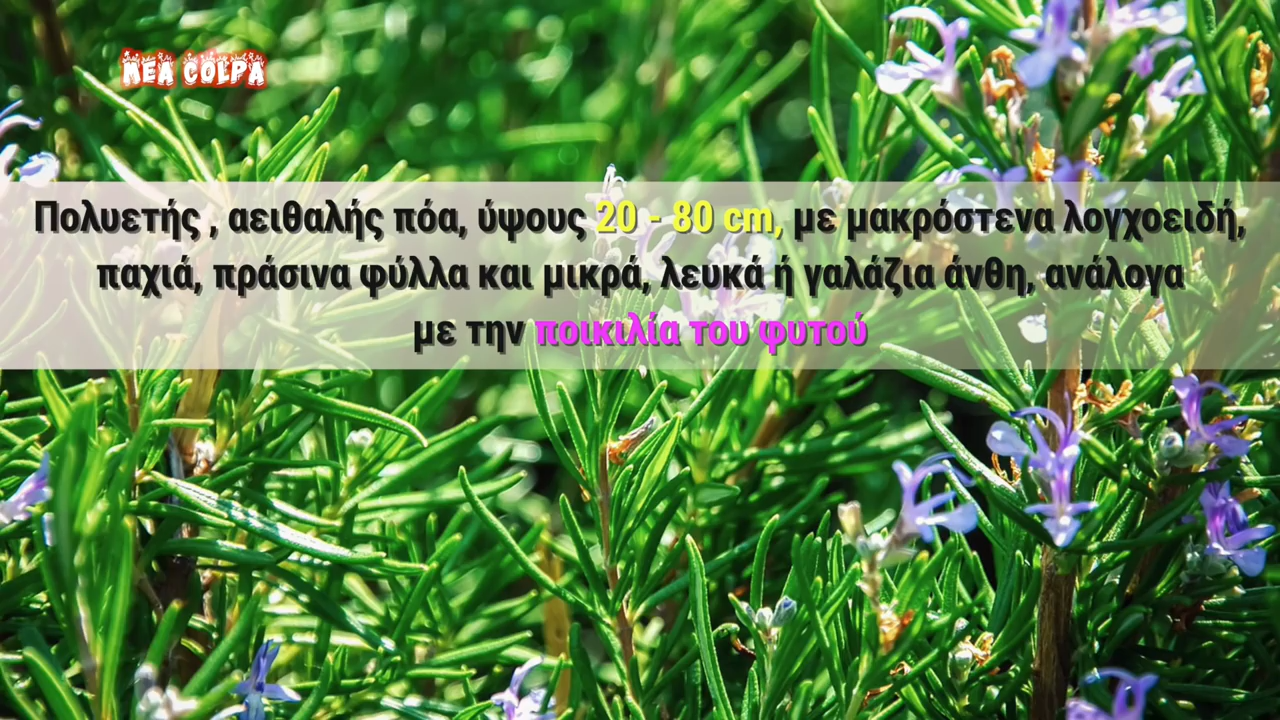 MEA COLPA
Πολυετής , αειθαλής πόα, ύψους 20 - 80 cm, με μακρόστενα λογχοειδή,
παχιά, πράσινα φύλλα και μικρά, λευκά ή γαλάζια άνθη, ανάλογα
με την ποικιλία του φυτού